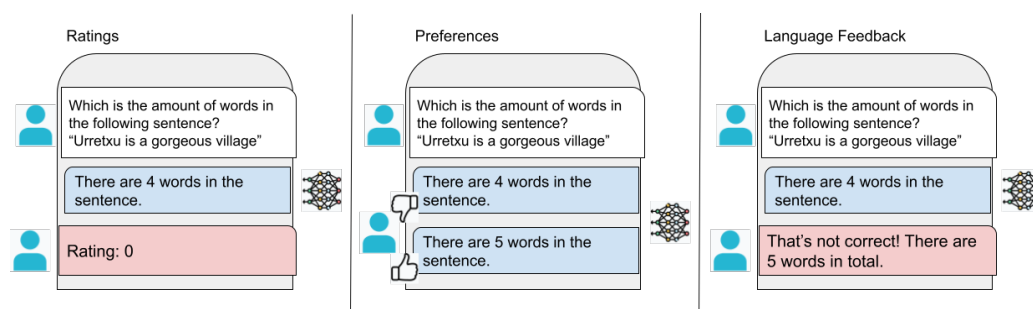 Ratings
Which is the amount of words in
the following sentence?
“Urretxu is a gorgeous village”
There are 4 words in the
sentence.
Rating: 0
Preferences
Which is the amount of words in
the following sentence?
“Urretxu is a gorgeous village”
There are 4 words in the
sentence.
There are 5 words in the
sentence.
Language Feedback
Which is the amount of words in
the following sentence?
“Urretxu is a gorgeous village”
There are 4 words in the
sentence.
That’s not correct! There are
5 words in total.